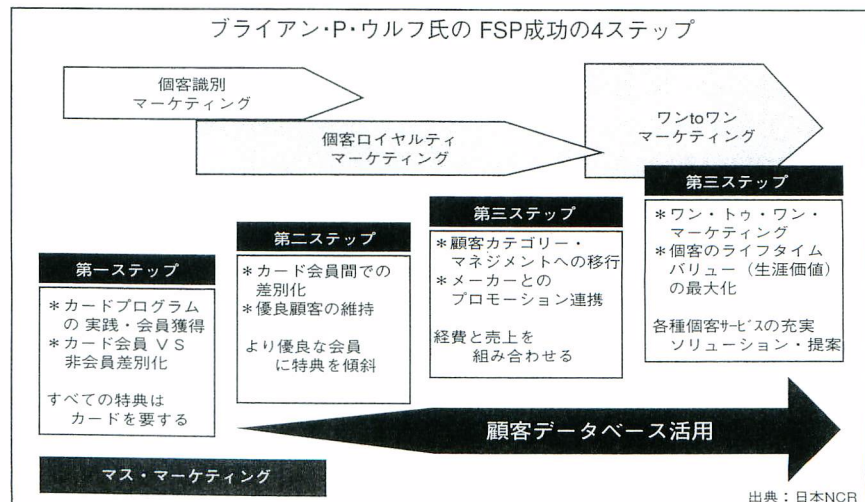 ブライアン・P・ウルフ氏の FSP成功の4ステップ
個客識別
マーケティング
個客ロイヤルティ
マーケティング
ワンtoワン
マーケティング
第一ステップ
＊カードプログラム
の 実践・会員獲得
＊カード会員 ＶＳ
非会員差別化
すべての特典は
カードを要する
第二ステップ
＊カード会員間での
差別化
＊優良顧客の維持
より優良な会員
に特典を傾斜
第三ステップ
＊顧客カテゴリー・
マネジメントへの移行
＊メーカーとの
プロモーション連携
経費と売上を
組み合わせる
第三ステップ
＊ワン・トゥ・ワン・
マーケティング
＊個客のライフタイム
バリュー（生涯価値）
の最大化
各種個客ｻｰﾋﾞｽの充実
ソリューション・提案
顧客データベース活用
マス・マーケティング
出典：日本NCR